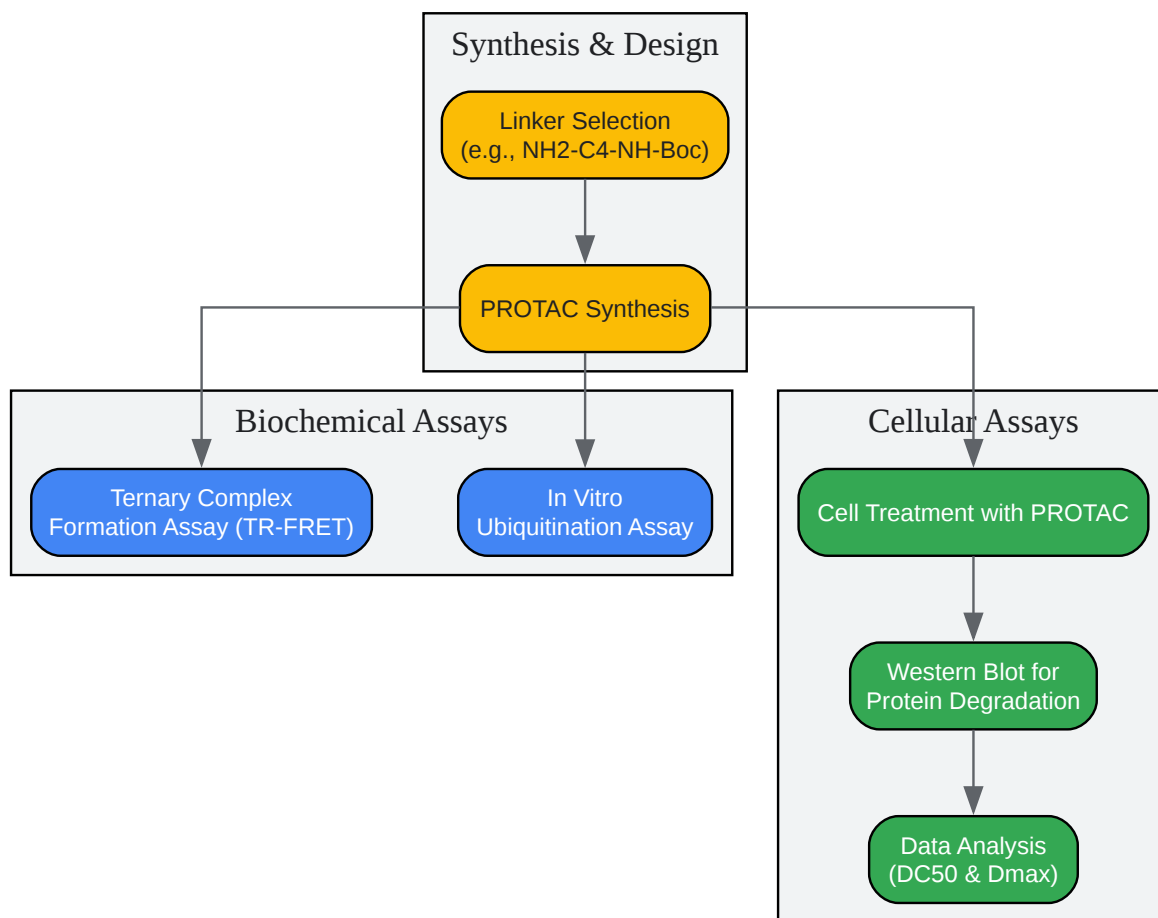 Synthesis & Design
Linker Selection
(e.g., NH2-C4-NH-Boc)
PROTAC Synthesis
Biochemical Assays
Ternary Complex
Formation Assay (TR-FRET)
In Vitro
Ubiquitination Assay
Cellular Assays
Cell Treatment with PROTAC
Western Blot for
Protein Degradation
Data Analysis
(DC50 & Dmax)